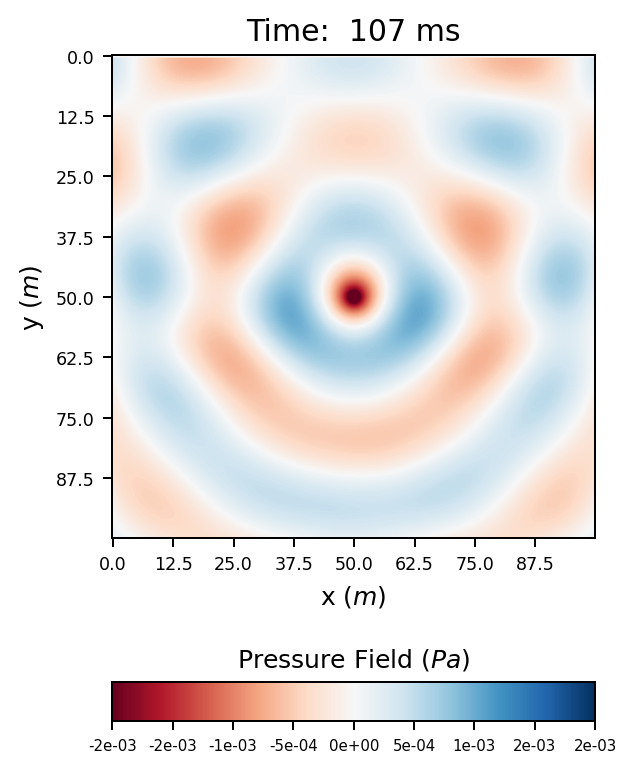 Time:  107 ms
0.0
12.5
25.0
37.5
50.0
62.5
75.0
87.5
y (m)
0.0 12.5 25.0 37.5 50.0 62.5 75.0 87.5
x (m)
Pressure Field (Pa)
-2e-03 -2e-03 -1e-03 -5e-04 0e+00 5e-04 1e-03 2e-03 2e-03